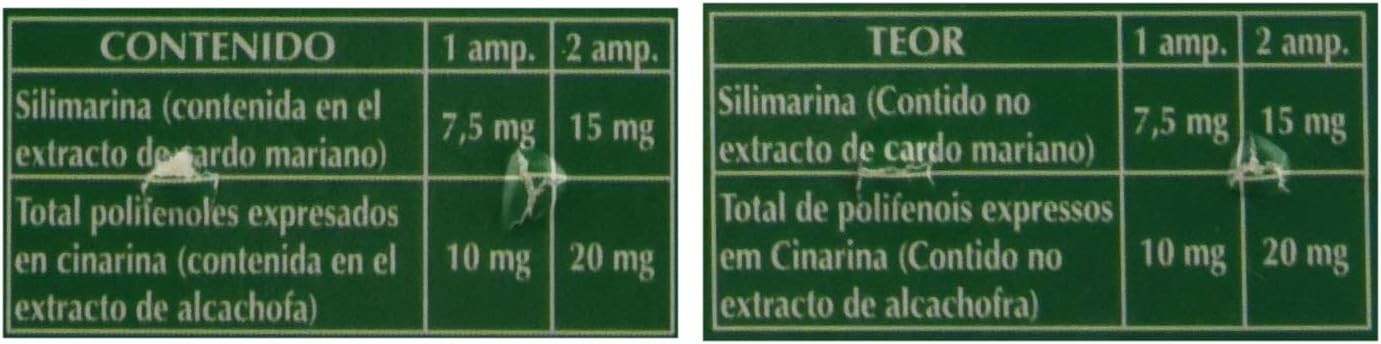 CONTENIDO 1 amp. 2 amp.
Silimarina (contenida en el
extracto de cardo mariano) 7,5 mg 15 mg
Total polifenoles expresados
en cinarina (contenida en el 10 mg 20 mg
extracto de alcachofa)
TEOR 1 amp. 2 amp.
Silimarina (Contido no
extracto de cardo mariano) 7,5 mg 15 mg
Total de polifenois expressos
em Cinarina (Contido no 10 mg 20 mg
extracto de alcachofra)